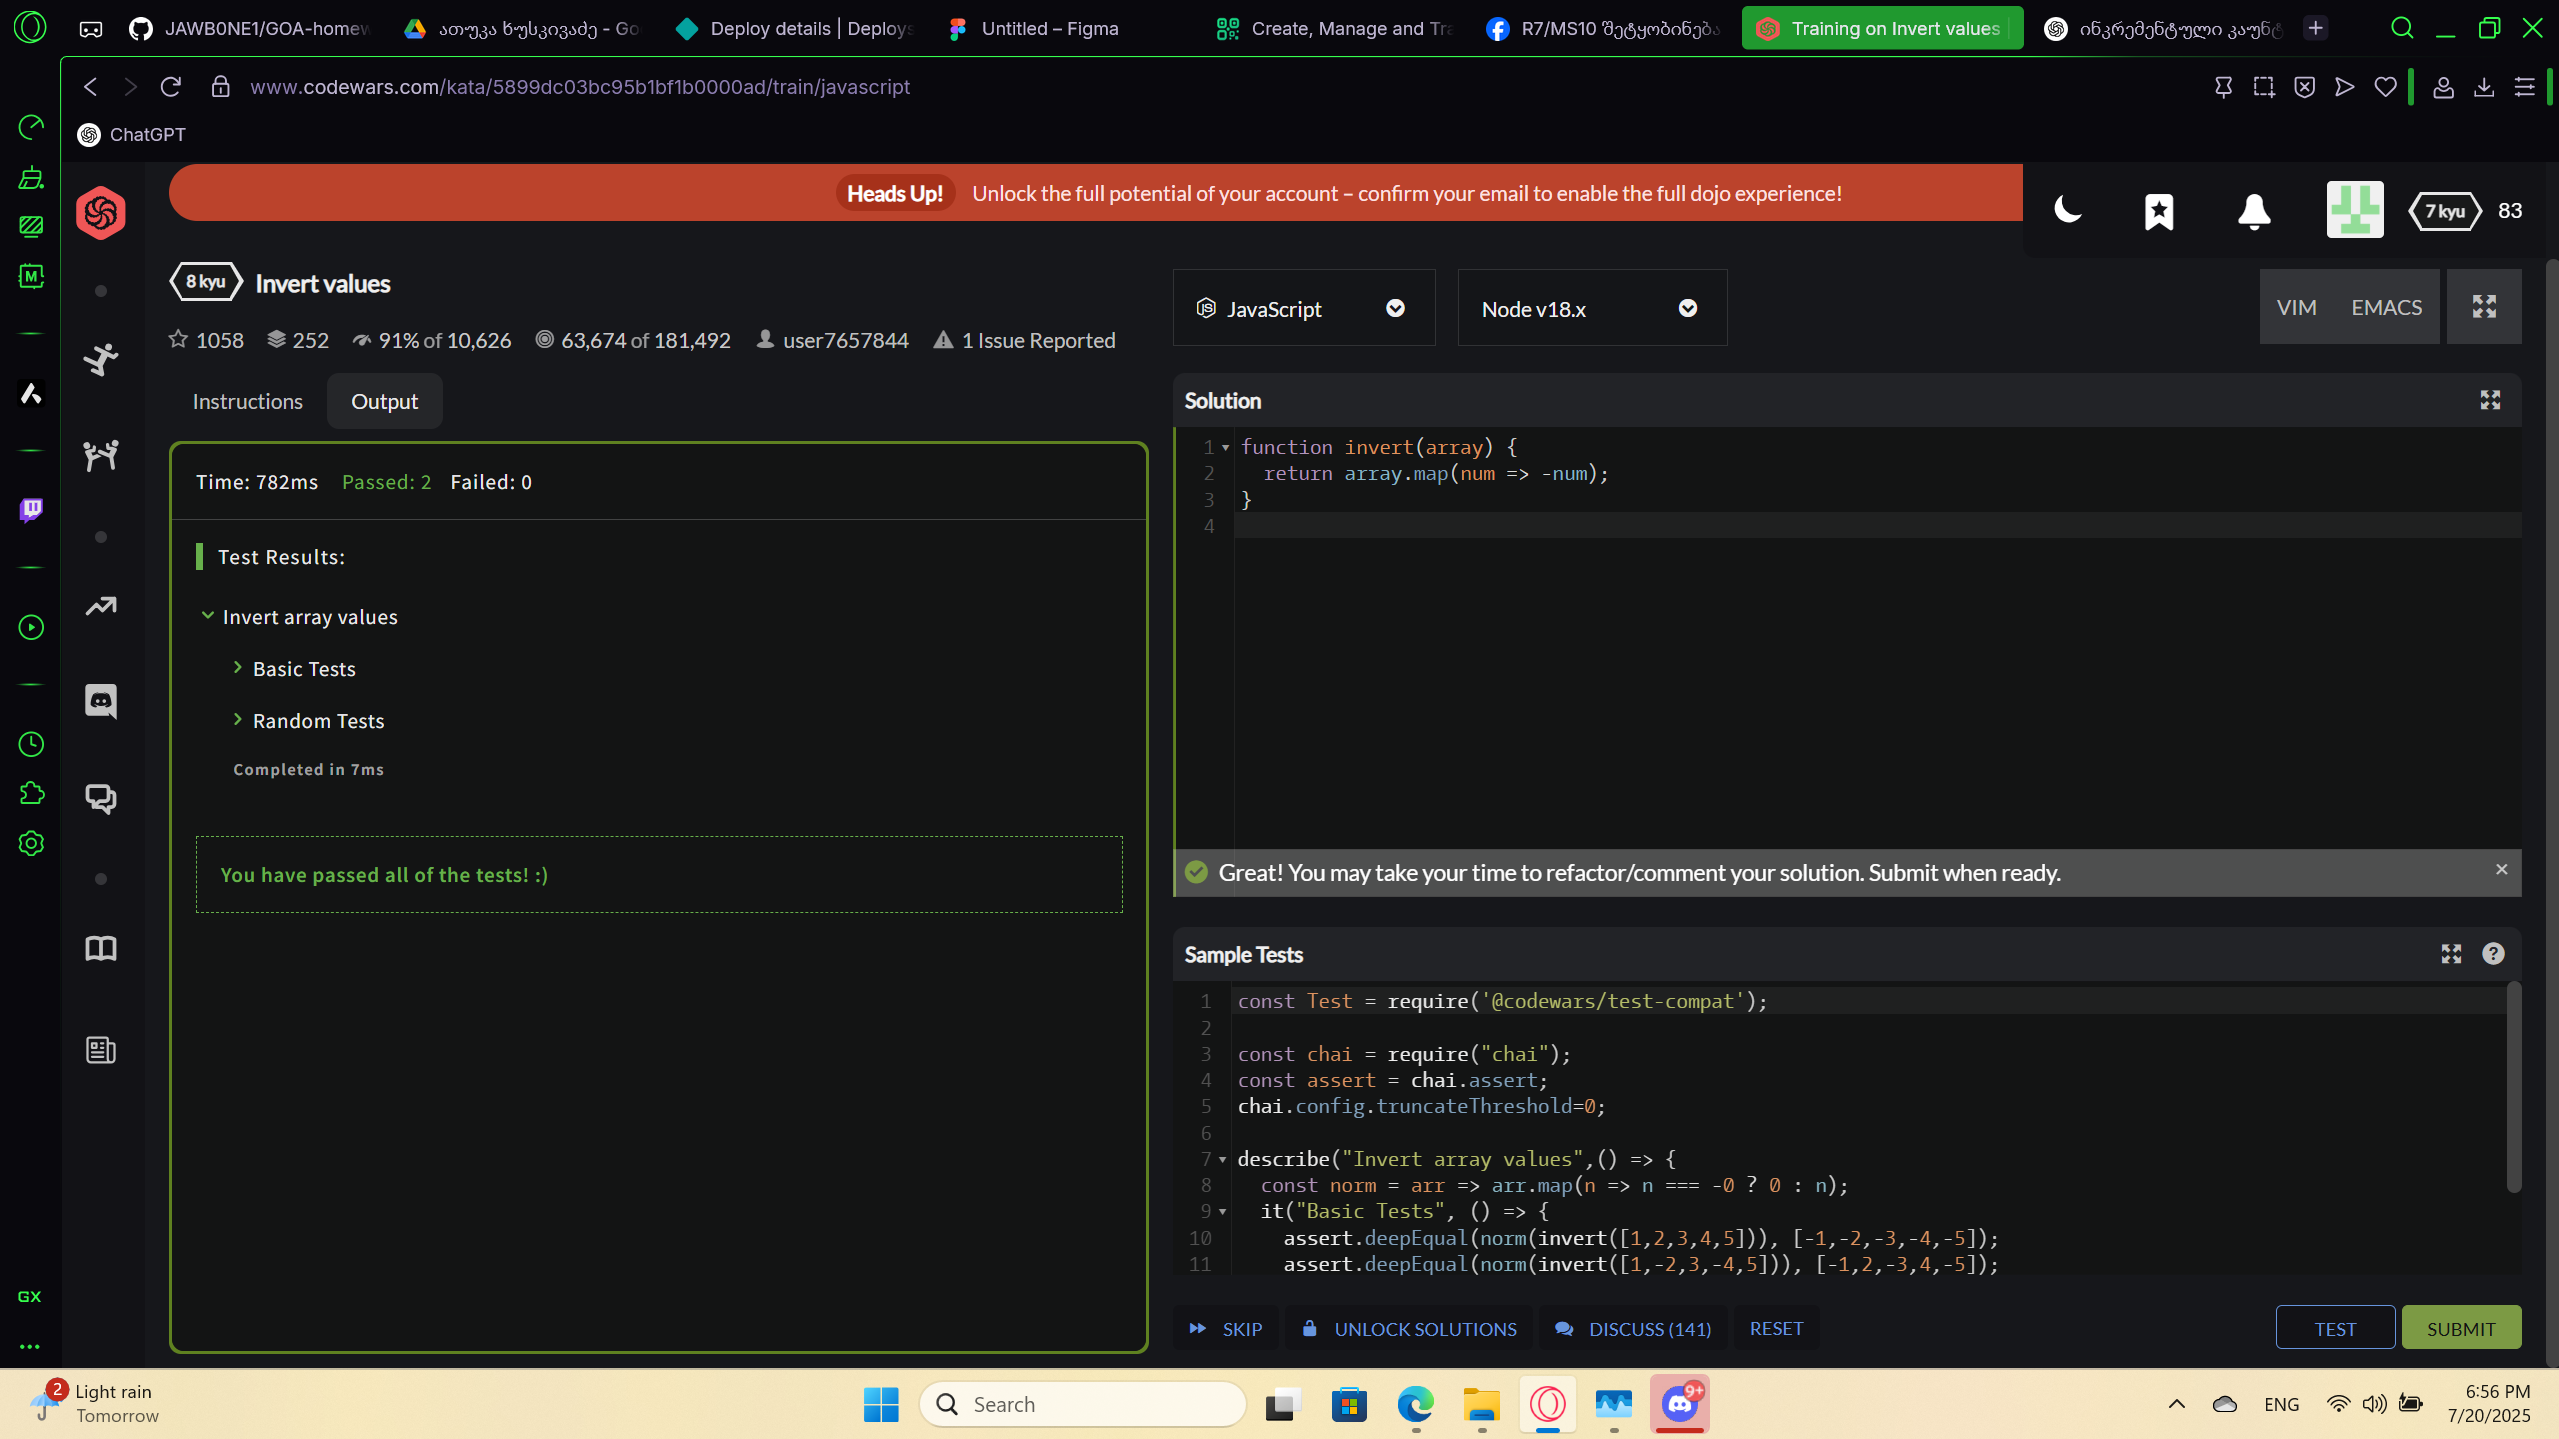 JAWB0NE1/GOA-homew
ათუკა ხუსკივაძე - Go
Deploy details | Deploys
Untitled – Figma
Create, Manage and Tra
R7/MS10 შეტყობინება
Training on Invert values
ინკრემენტული კაუნტ
www.codewars.com/kata/5899dc03bc95b1bf1b0000ad/train/javascript
ChatGPT
Heads Up! Unlock the full potential of your account – confirm your email to enable the full dojo experience!
7 kyu 83
8 kyu Invert values
1058 252 91% of 10,626 63,674 of 181,492 user7657844 1 Issue Reported
Instructions Output
Time: 782ms Passed: 2 Failed: 0
Test Results:
Invert array values
Basic Tests
Random Tests
Completed in 7ms
You have passed all of the tests! :)
JavaScript Node v18.x VIM EMACS
Solution
1 function invert(array) {
2 return array.map(num => -num);
3 }
4
Great! You may take your time to refactor/comment your solution. Submit when ready.
Sample Tests
1 const Test = require('@codewars/test-compat');
2
3 const chai = require("chai");
4 const assert = chai.assert;
5 chai.config.truncateThreshold=0;
6
7 describe("Invert array values",() => {
8 const norm = arr => arr.map(n => n === -0 ? 0 : n);
9 it("Basic Tests", () => {
10 assert.deepEqual(norm(invert([1,2,3,4,5])), [-1,-2,-3,-4,-5]);
11 assert.deepEqual(norm(invert([1,-2,3,-4,5])), [-1,2,-3,4,-5]);
SKIP UNLOCK SOLUTIONS DISCUSS (141) RESET TEST SUBMIT
M
GX
2
Light rain
Tomorrow
Search
9+
ENG
6:56 PM
7/20/2025